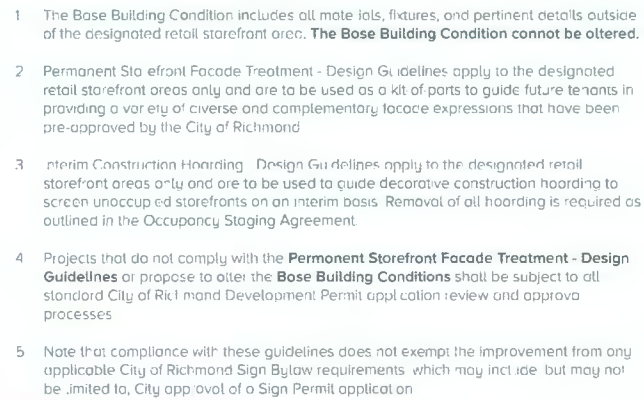 1 The Base Building Condition includes all materials, fixtures, and pertinent details outside
of the designated retail storefront area. The Base Building Condition cannot be altered.
2 Permanent Storefront Facade Treatment - Design Guidelines apply to the designated
retail storefront areas only and are to be used as a kit-of-parts to guide future tenants in
providing a variety of diverse and complementary facade expressions that have been
pre-approved by the City of Richmond
3 Interim Construction Hoarding Design Guidelines apply to the designated retail
storefront areas only and are to be used to guide decorative construction hoarding to
screen unoccupied storefronts on an interim basis. Removal of all hoarding is required as
outlined in the Occupancy Staging Agreement.
4 Projects that do not comply with the Permanent Storefront Facade Treatment - Design
Guidelines or propose to alter the Base Building Conditions shall be subject to all
standard City of Richmond Development Permit application review and approval
processes
5 Note that compliance with these guidelines does not exempt the improvement from any
applicable City of Richmond Sign Bylaw requirements which may include but may not
be limited to, City approval of a Sign Permit application